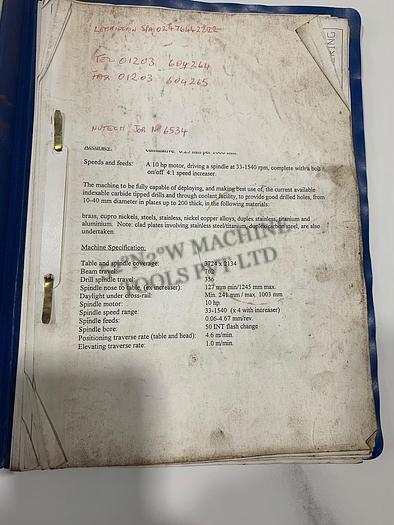 S/A 02476642222
TEL 01203 604264
FAX 01203 604265
NUTECH JOB Nº 6534
ERING
Accuracy:
Speeds and feeds: A 10 hp motor, driving a spindle at 33-1540 rpm, complete with a bolt
on/off 4:1 speed increaser.
The machine to be fully capable of deploying, and making best use of, the current available
indexable carbide tipped drills and through coolant facility, to provide good drilled holes, from
10-40 mm diameter in plates up to 200 thick, in the following materials:
brass, cupro nickels, steels, stainless, nickel copper alloys, duplex stainless, titanium and
aluminium. Note: clad plates involving stainless steel/titanium, duplex/carbon steel, are also
undertaken.
Machine Specification:
Table and spindle coverage: 3724 x 2134
Beam travel: 762
Drill spindle travel: 356
Spindle nose to table (ex increaser): 127 mm min/1245 mm max.
Daylight under cross-rail: Min. 241 mm / max. 1003 mm
Spindle motor: 10 hp.
Spindle speed range: 33-1540 (x 4 with increaser)
Spindle feeds: 0.06-4.67 mm/rev.
Spindle bore: 50 INT flash change
Positioning traverse rate (table and head): 4.6 m/min.
Elevating traverse rate: 1.0 m/min.
MACHINE
TOOLS PVT LTD